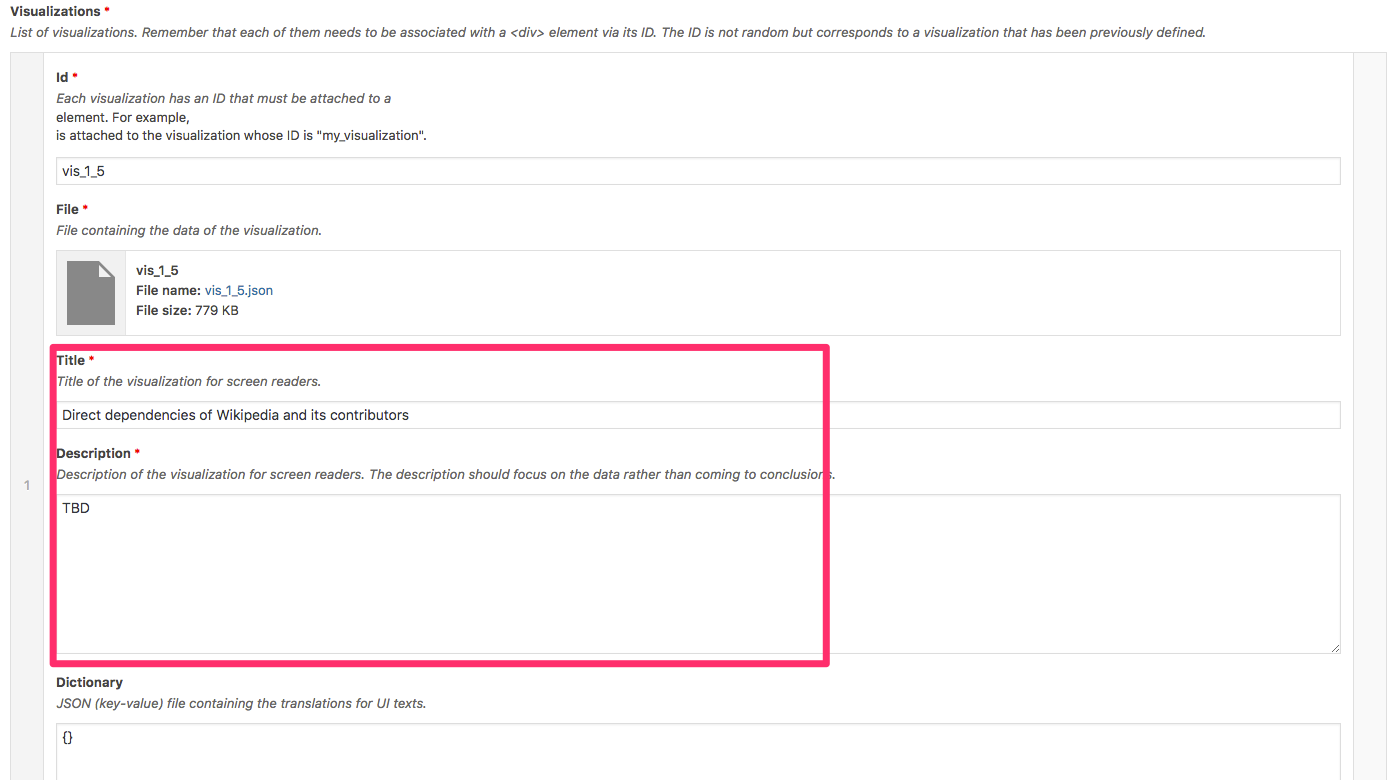 Visualizations *
List of visualizations. Remember that each of them needs to be associated with a <div> element via its ID. The ID is not random but corresponds to a visualization that has been previously defined.
Id *
Each visualization has an ID that must be attached to a
element. For example,
is attached to the visualization whose ID is "my_visualization".
vis_1_5
File *
File containing the data of the visualization.
vis_1_5
File name: vis_1_5.json
File size: 779 KB
Title *
Title of the visualization for screen readers.
Direct dependencies of Wikipedia and its contributors
Description *
Description of the visualization for screen readers. The description should focus on the data rather than coming to conclusions.
1
TBD
Dictionary
JSON (key-value) file containing the translations for UI texts.
{}